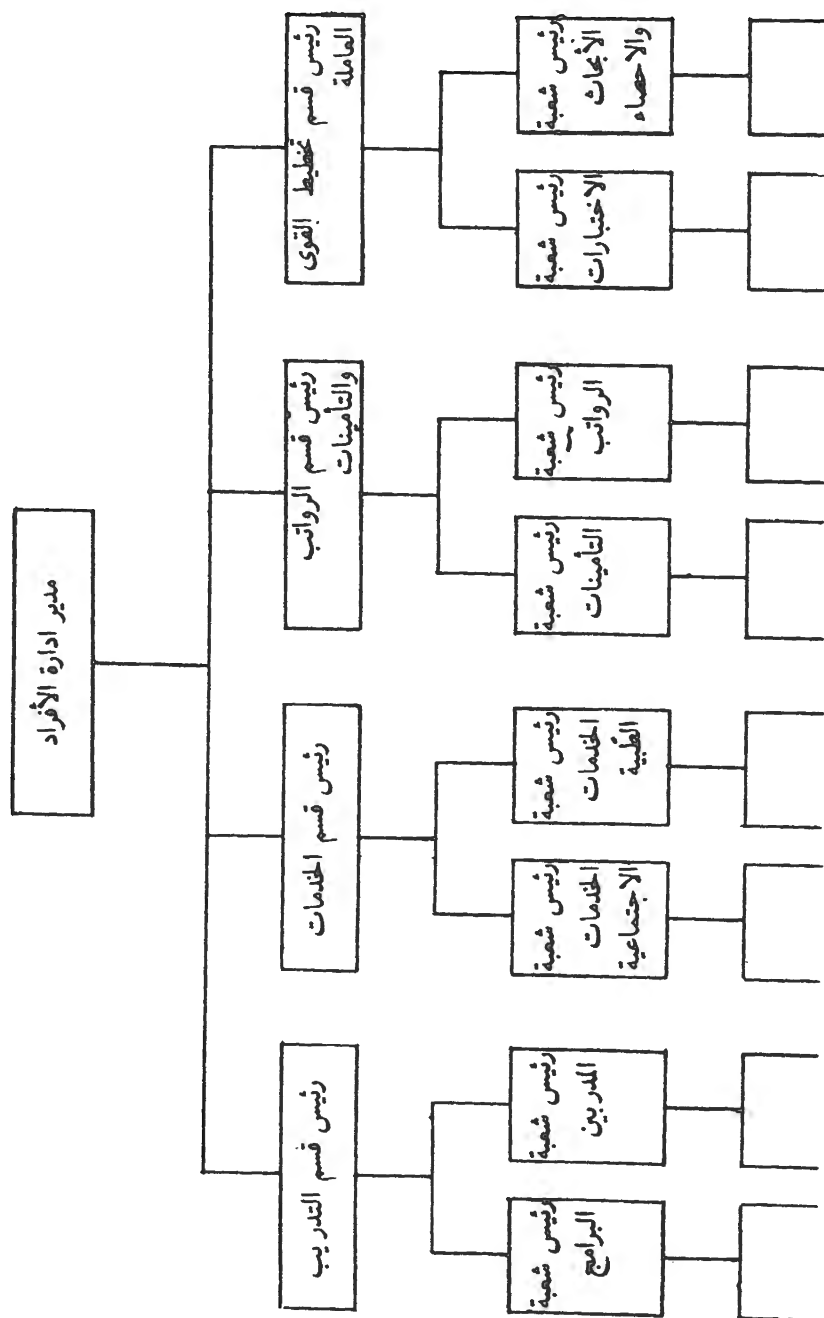 مدير ادارة الأفراد
رئيس قسم تخطيط القوى
العاملة
رئيس قسم الرواتب
والتأمينات
رئيس قسم الخدمات
رئيس قسم التدريب
رئيس شعبة
الأبحاث
والاحصاء
رئيس شعبة
الاختبارات
رئيس شعبة
الرواتب
رئيس شعبة
التأمينات
رئيس شعبة
الخدمات
الطبية
رئيس شعبة
الخدمات
الاجتماعية
رئيس شعبة
المدربين
رئيس شعبة
البرامج